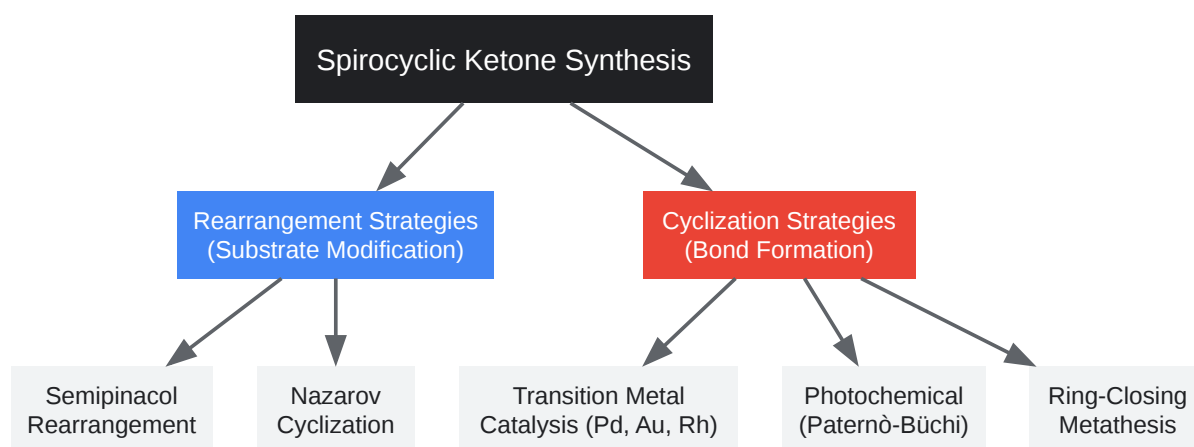 Spirocyclic Ketone Synthesis
Rearrangement Strategies
(Substrate Modification)
Cyclization Strategies
(Bond Formation)
Semipinacol
Rearrangement
Nazarov
Cyclization
Transition Metal
Catalysis (Pd, Au, Rh)
Photochemical
(Paternò-Büchi)
Ring-Closing
Metathesis